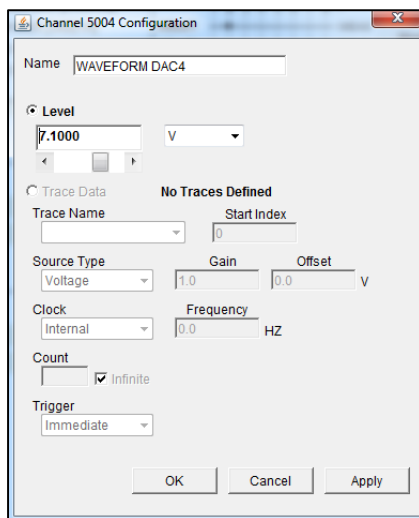 Channel 5004 Configuration
Name WAVEFORM DAC4
Level
7.1000 V
Trace Data No Traces Defined
Trace Name Start Index
0
Source Type Gain Offset
Voltage 1.0 0.0 V
Clock Frequency
Internal 0.0 HZ
Count
Infinite
Trigger
Immediate
OK Cancel Apply